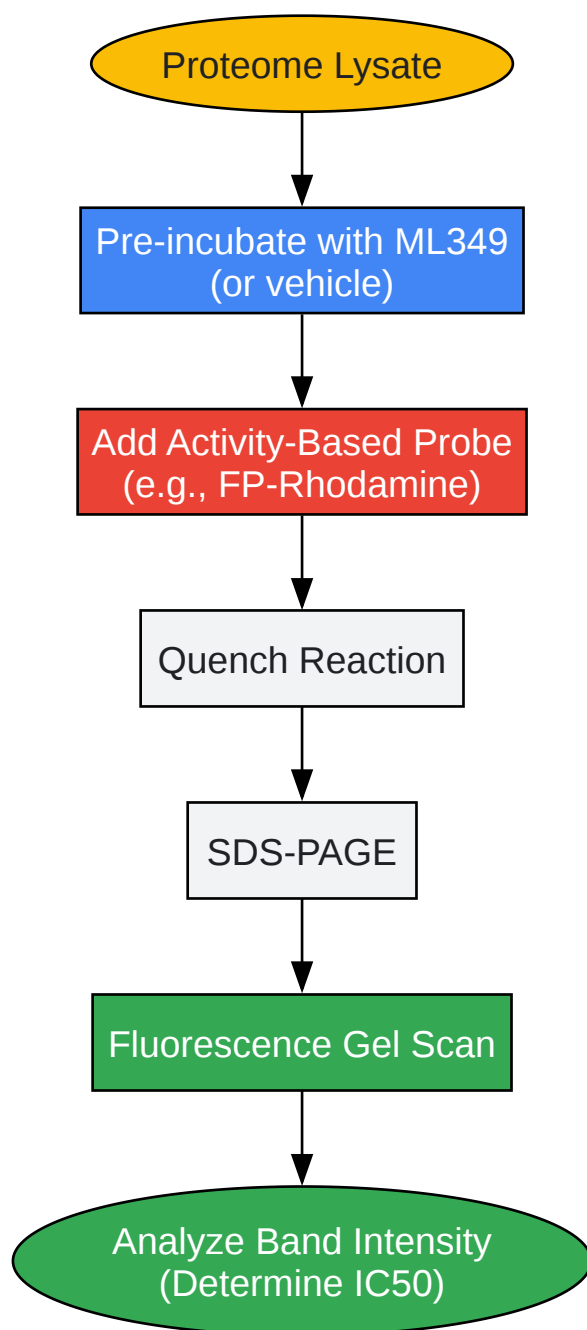 Proteome Lysate
Pre-incubate with ML349
(or vehicle)
Add Activity-Based Probe
(e.g., FP-Rhodamine)
Quench Reaction
SDS-PAGE
Fluorescence Gel Scan
Analyze Band Intensity
(Determine IC50)